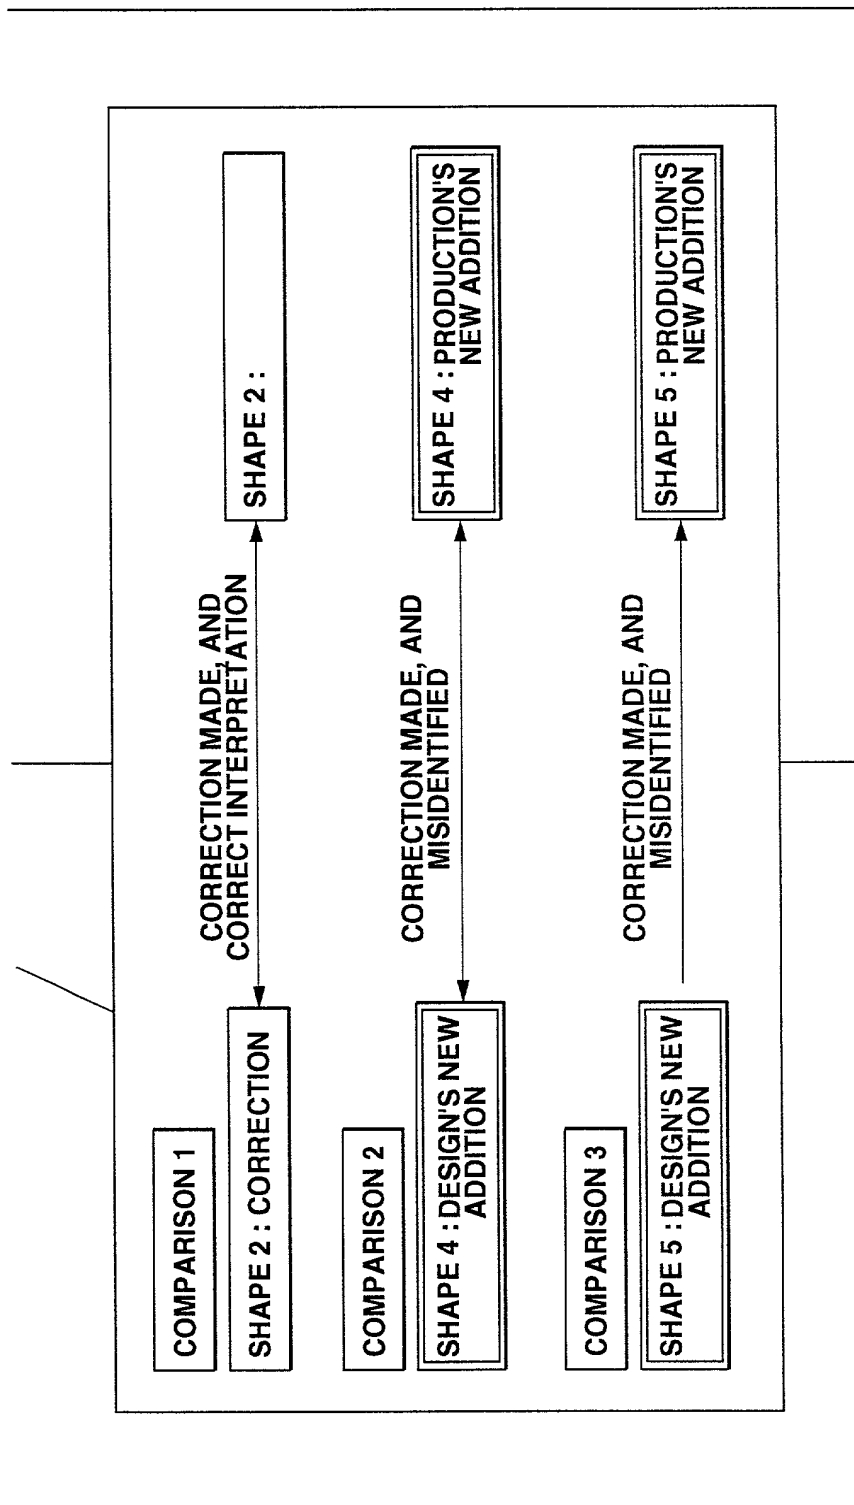 COMPARISON 1
SHAPE 2 : CORRECTION
CORRECTION MADE, AND
CORRECT INTERPRETATION
SHAPE 2 :
COMPARISON 2
SHAPE 4 : DESIGN'S NEW
ADDITION
CORRECTION MADE, AND
MISIDENTIFIED
SHAPE 4 : PRODUCTION'S
NEW ADDITION
COMPARISON 3
SHAPE 5 : DESIGN'S NEW
ADDITION
CORRECTION MADE, AND
MISIDENTIFIED
SHAPE 5 : PRODUCTION'S
NEW ADDITION